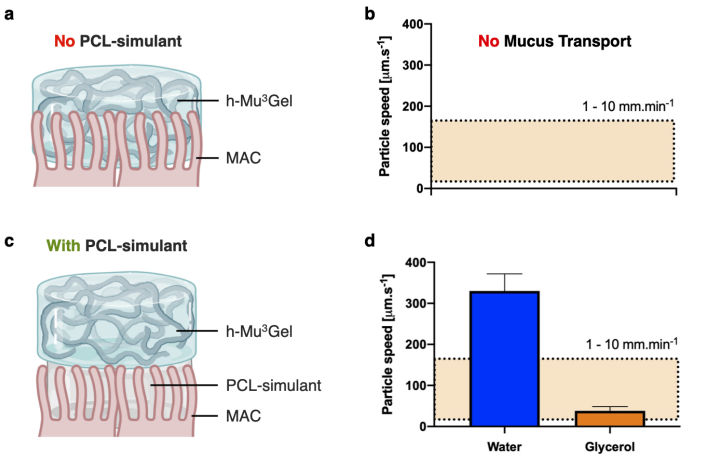 a
No PCL-simulant
h-Mu³Gel
MAC
b
No Mucus Transport
Particle speed [µm.s⁻¹]
400
300
200
100
0
1 - 10 mm.min⁻¹
c
With PCL-simulant
h-Mu³Gel
PCL-simulant
MAC
d
Particle speed [µm.s⁻¹]
400
300
200
100
0
1 - 10 mm.min⁻¹
Water
Glycerol